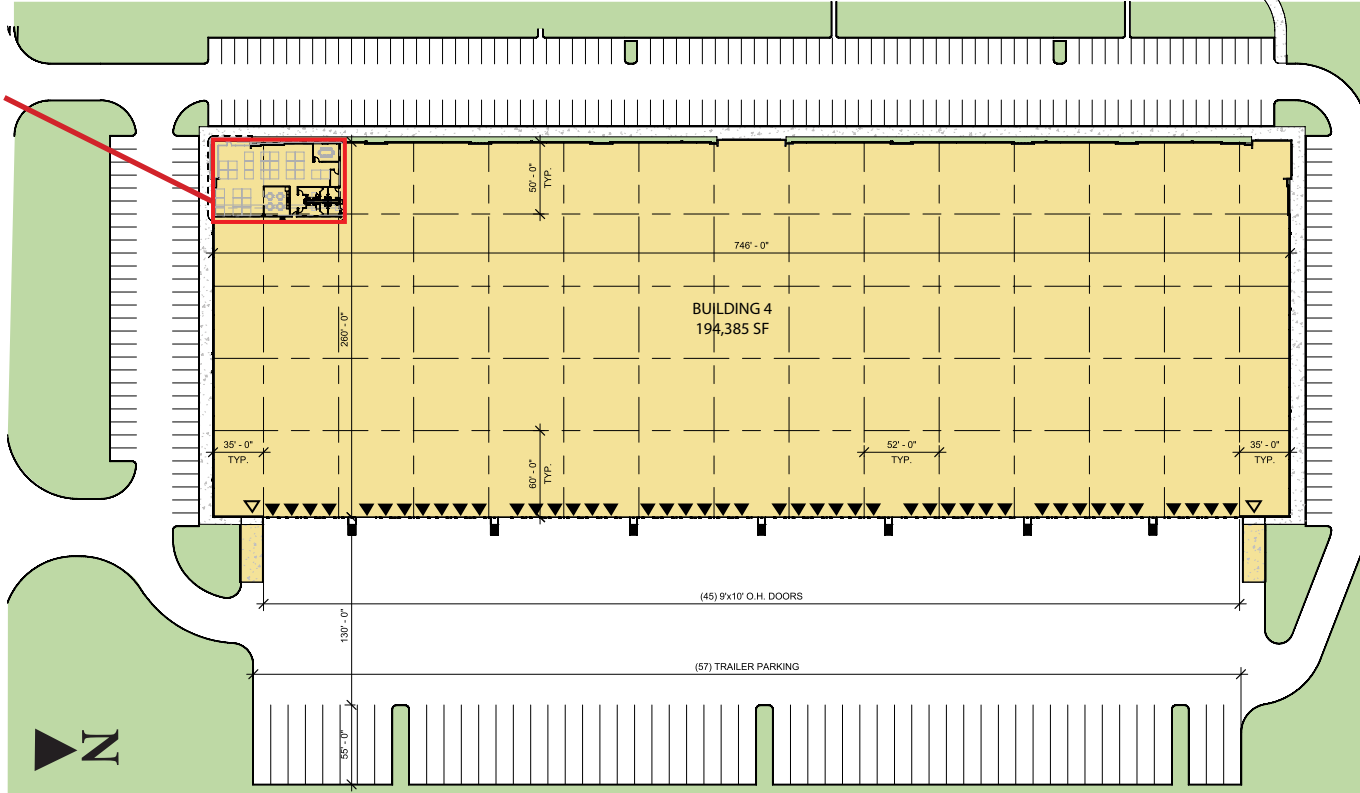 50' - 0"
TYP.
746' - 0"
BUILDING 4
194,385 SF
260' - 0"
35' - 0"
TYP.
60' - 0"
TYP.
52' - 0"
TYP.
35' - 0"
TYP.
(45) 9'x10' O.H. DOORS
130' - 0"
(57) TRAILER PARKING
55' - 0"
N